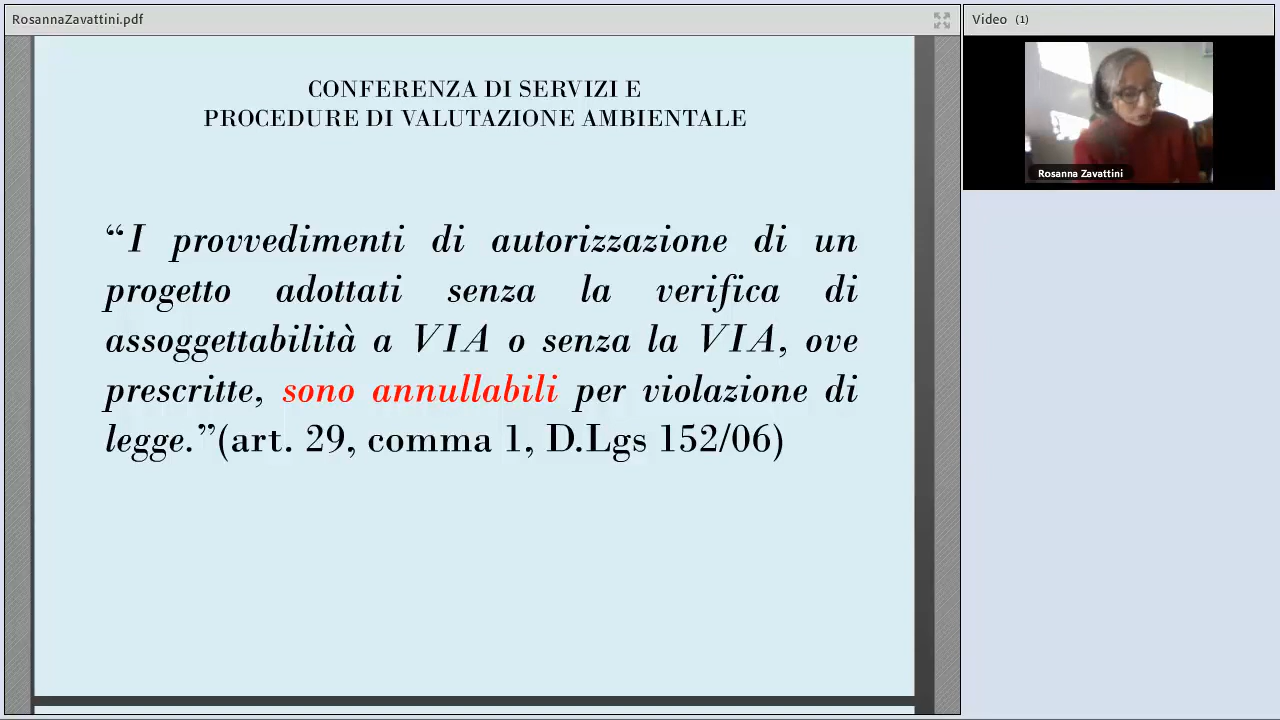 RosannaZavattini.pdf
Video (1)
Rosanna Zavattini
CONFERENZA DI SERVIZI E
PROCEDURE DI VALUTAZIONE AMBIENTALE
“I provvedimenti di autorizzazione di un
progetto adottati senza la verifica di
assoggettabilità a VIA o senza la VIA, ove
prescritte, sono annullabili per violazione di
legge.”(art. 29, comma 1, D.Lgs 152/06)